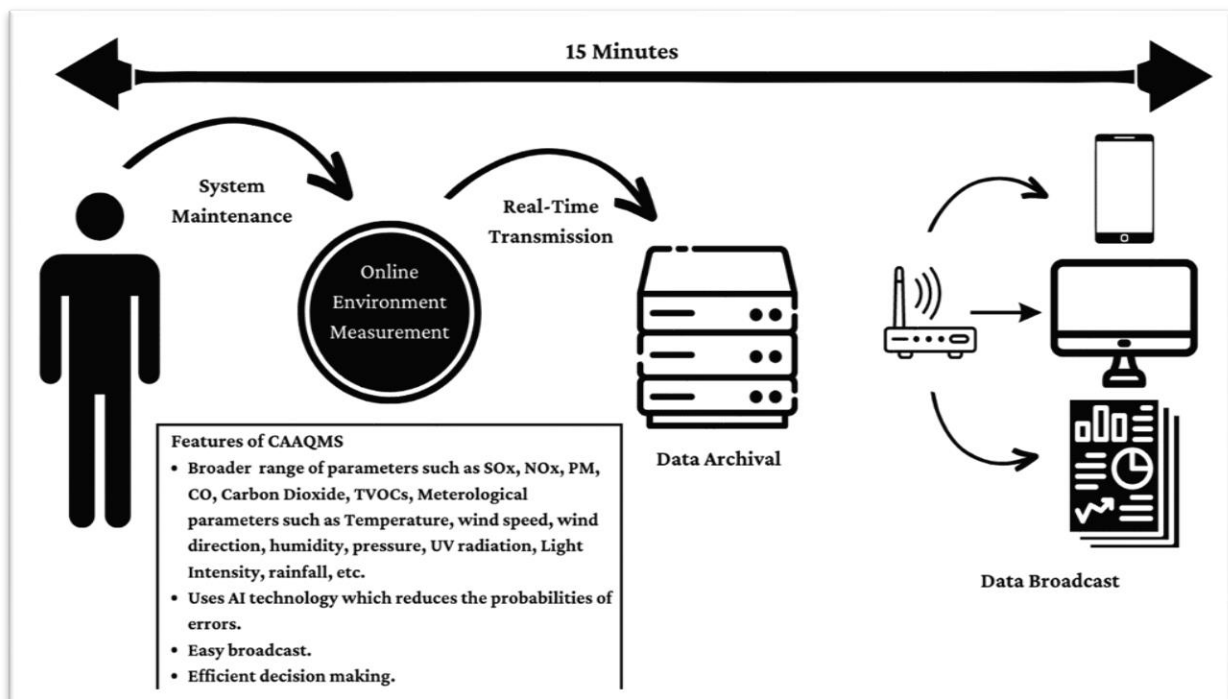 15 Minutes
System
Maintenance
Real-Time
Transmission
Online
Environment
Measurement
Data Archival
Features of CAAQMS
• Broader range of parameters such as SOx, NOx, PM,
CO, Carbon Dioxide, TVOCs, Meterological
parameters such as Temperature, wind speed, wind
direction, humidity, pressure, UV radiation, Light
Intensity, rainfall, etc.
• Uses AI technology which reduces the probabilities of
errors.
• Easy broadcast.
• Efficient decision making.
Data Broadcast